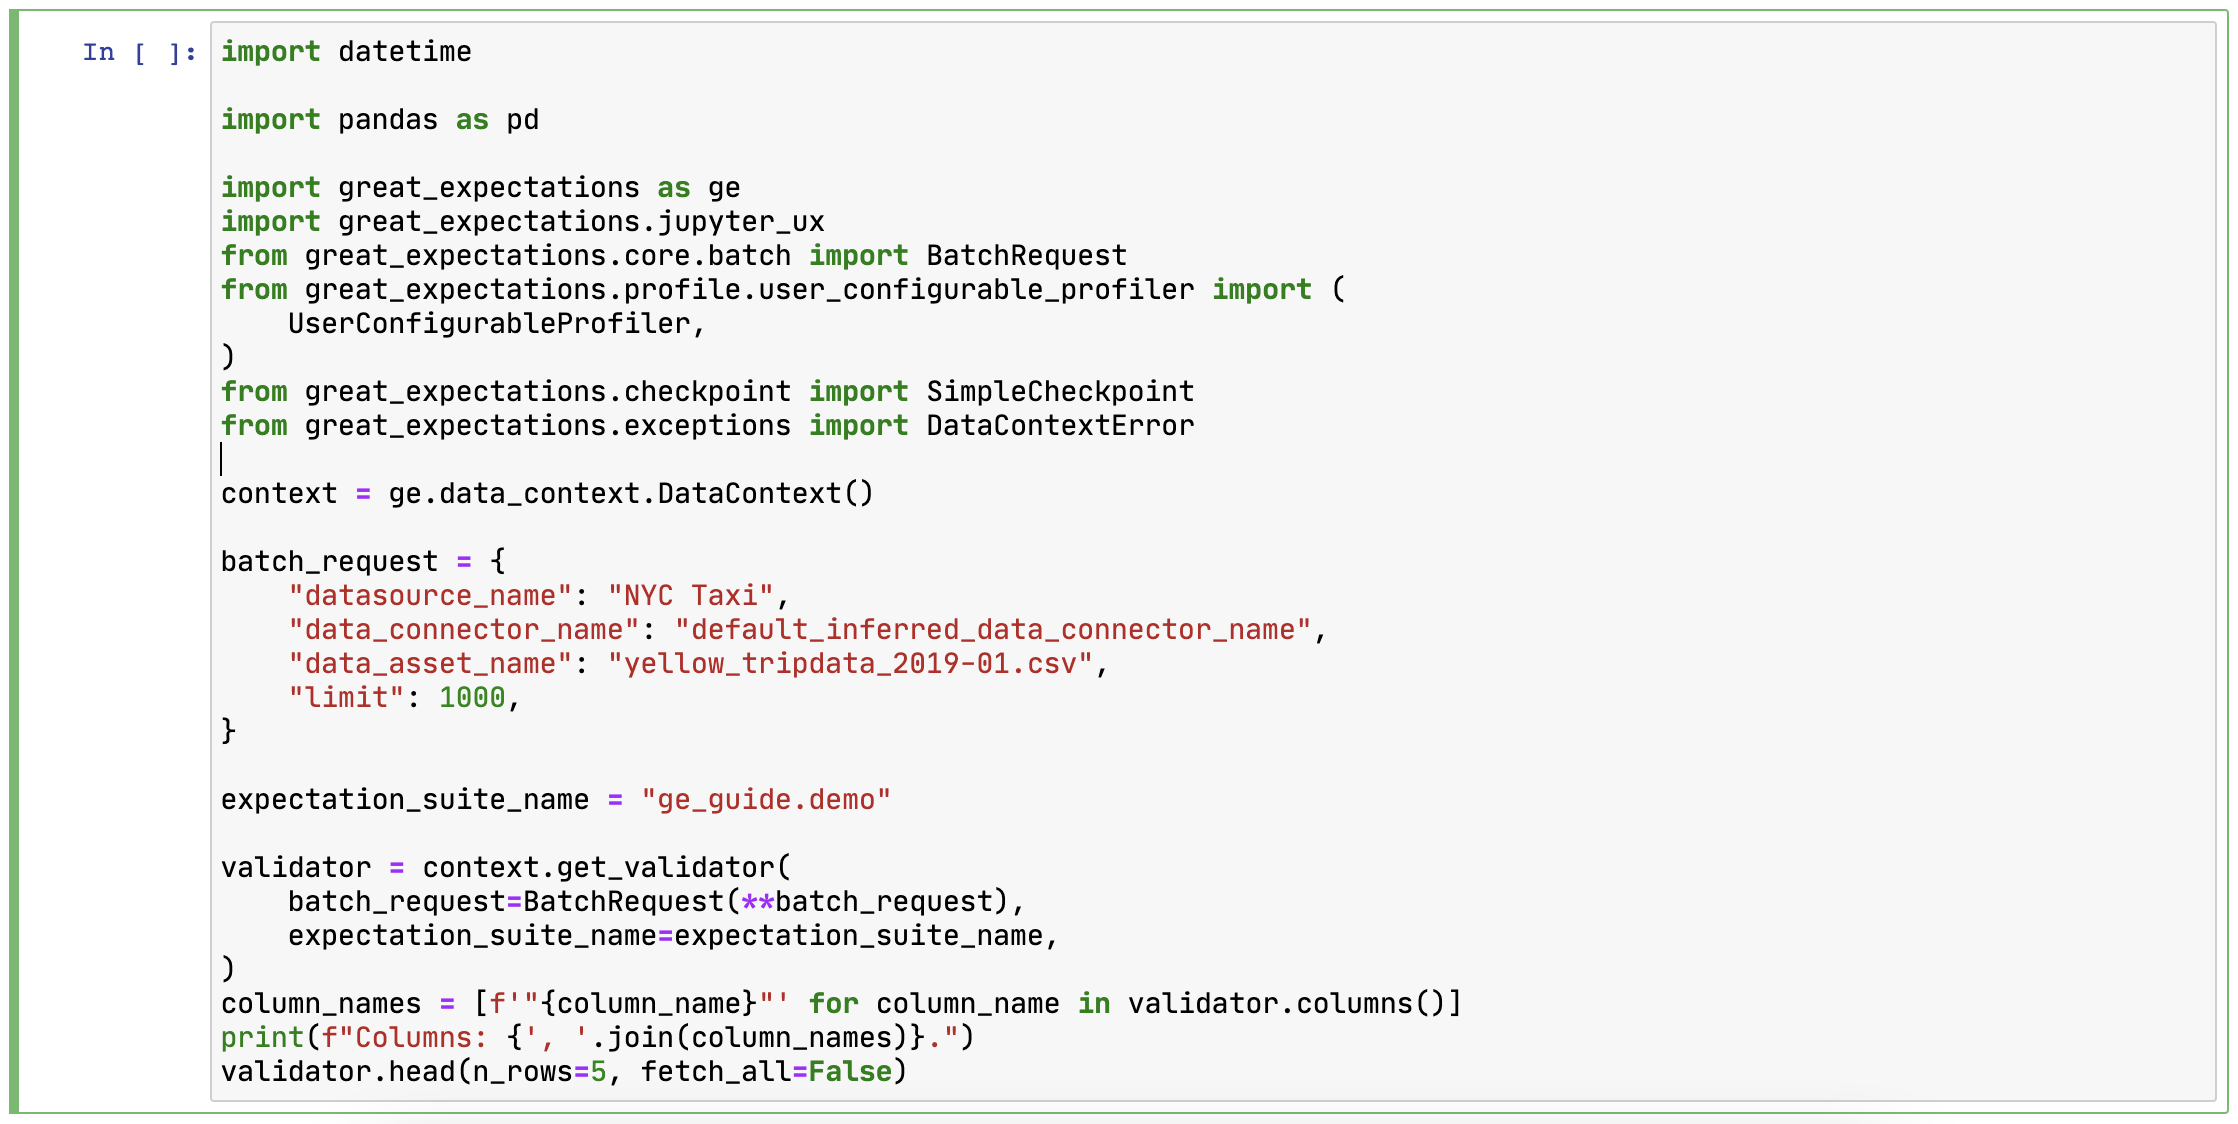 In [ ]:
import datetime
import pandas as pd
import great_expectations as ge
import great_expectations.jupyter_ux
from great_expectations.core.batch import BatchRequest
from great_expectations.profile.user_configurable_profiler import (
    UserConfigurableProfiler,
)
from great_expectations.checkpoint import SimpleCheckpoint
from great_expectations.exceptions import DataContextError
context = ge.data_context.DataContext()
batch_request = {
    "datasource_name": "NYC Taxi",
    "data_connector_name": "default_inferred_data_connector_name",
    "data_asset_name": "yellow_tripdata_2019-01.csv",
    "limit": 1000,
}
expectation_suite_name = "ge_guide.demo"
validator = context.get_validator(
    batch_request=BatchRequest(**batch_request),
    expectation_suite_name=expectation_suite_name,
)
column_names = [f'"{column_name}"' for column_name in validator.columns()]
print(f"Columns: {', '.join(column_names)}.")
validator.head(n_rows=5, fetch_all=False)